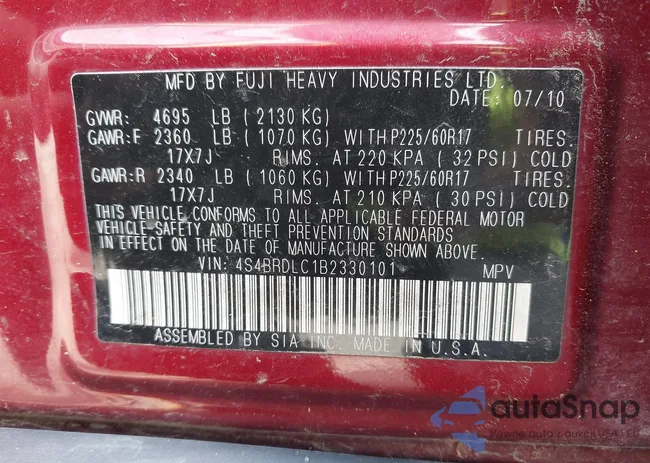 MFD BY FUJI HEAVY INDUSTRIES LTD.
DATE: 07/10
GVWR: 4695 LB ( 2130 KG)
GAWR:F 2360 LB ( 1070 KG) WITH P225/60R17 TIRES.
17X7J RIMS. AT 220 KPA ( 32 PSI) COLD
GAWR:R 2340 LB ( 1060 KG) WITH P225/60R17 TIRES.
17X7J RIMS. AT 210 KPA ( 30 PSI) COLD
THIS VEHICLE CONFORMS TO ALL APPLICABLE FEDERAL MOTOR
VEHICLE-SAFETY AND THEFT PREVENTION STANDARDS
IN EFFECT ON THE DATE OF MANUFACTURE SHOWN ABOVE.
VIN: 4S4BRDLC1B2330101 MPV
ASSEMBLED BY SIA INC. MADE IN U.S.A.
autoSnap
Pewne auto z aukcji USA